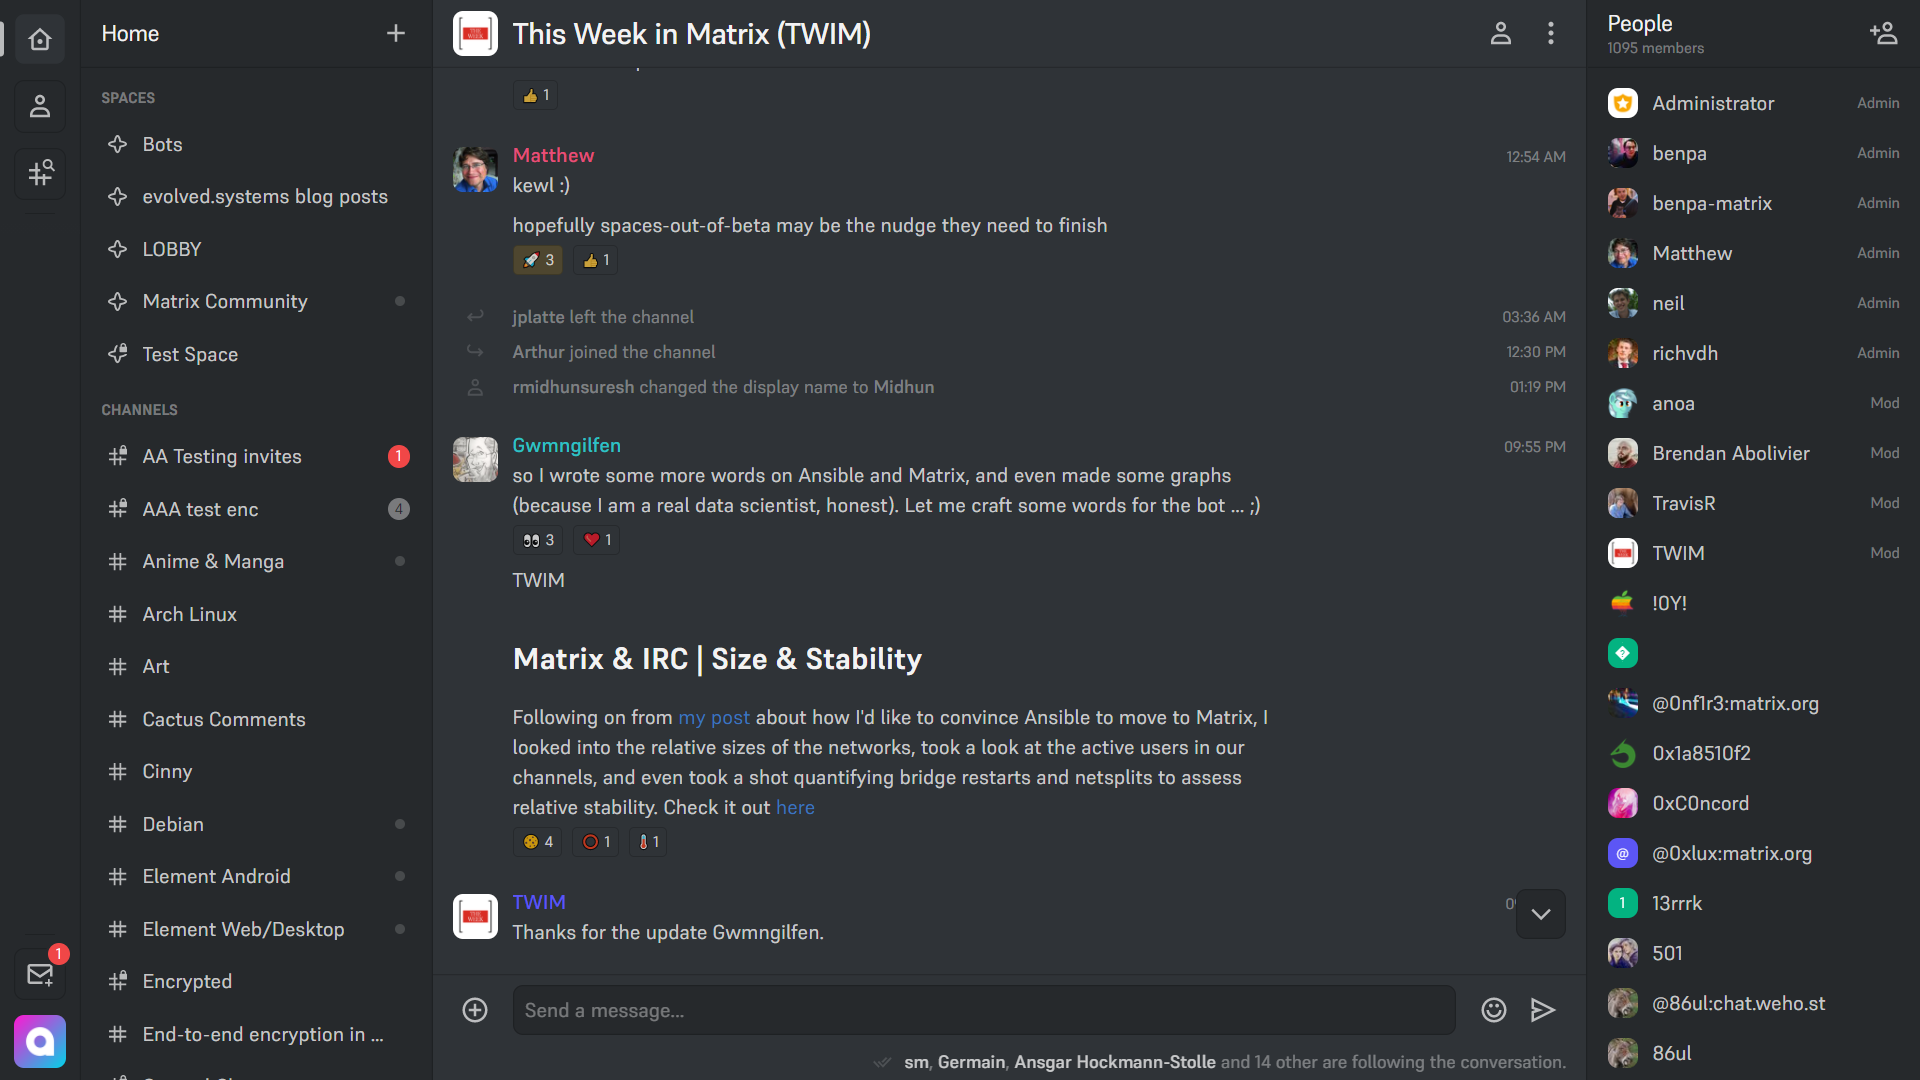 Home
SPACES
Bots
evolved.systems blog posts
LOBBY
Matrix Community
Test Space
CHANNELS
AA Testing invites 1
AAA test enc 4
Anime & Manga
Arch Linux
Art
Cactus Comments
Cinny
Debian
Element Android
Element Web/Desktop
Encrypted
End-to-end encryption in ...
1
This Week in Matrix (TWIM)
1
Matthew 12:54 AM
kewl :)
hopefully spaces-out-of-beta may be the nudge they need to finish
3 1
jplatte left the channel 03:36 AM
Arthur joined the channel 12:30 PM
rmidhunsuresh changed the display name to Midhun 01:19 PM
Gwmngilfen 09:55 PM
so I wrote some more words on Ansible and Matrix, and even made some graphs
(because I am a real data scientist, honest). Let me craft some words for the bot ... ;)
3 1
TWIM
Matrix & IRC | Size & Stability
Following on from my post about how I'd like to convince Ansible to move to Matrix, I
looked into the relative sizes of the networks, took a look at the active users in our
channels, and even took a shot quantifying bridge restarts and netsplits to assess
relative stability. Check it out here
4 1 1
TWIM
Thanks for the update Gwmngilfen.
Send a message...
sm, Germain, Ansgar Hockmann-Stolle and 14 other are following the conversation.
People
1095 members
Administrator Admin
benpa Admin
benpa-matrix Admin
Matthew Admin
neil Admin
richvdh Admin
anoa Mod
Brendan Abolivier Mod
TravisR Mod
TWIM Mod
!0Y!
@0nf1r3:matrix.org
0x1a8510f2
0xC0ncord
@ @0xlux:matrix.org
1 13rrrk
501
@86ul:chat.weho.st
86ul